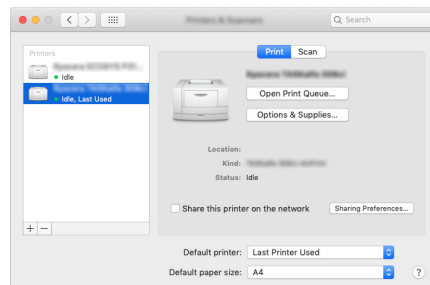 Printers & Scanners
Search
Printers
Idle
Idle, Last Used
Print
Scan
Open Print Queue...
Options & Supplies...
Location:
Kind:
Status: Idle
Share this printer on the network
Sharing Preferences...
+ −
Default printer: Last Printer Used
Default paper size: A4
?